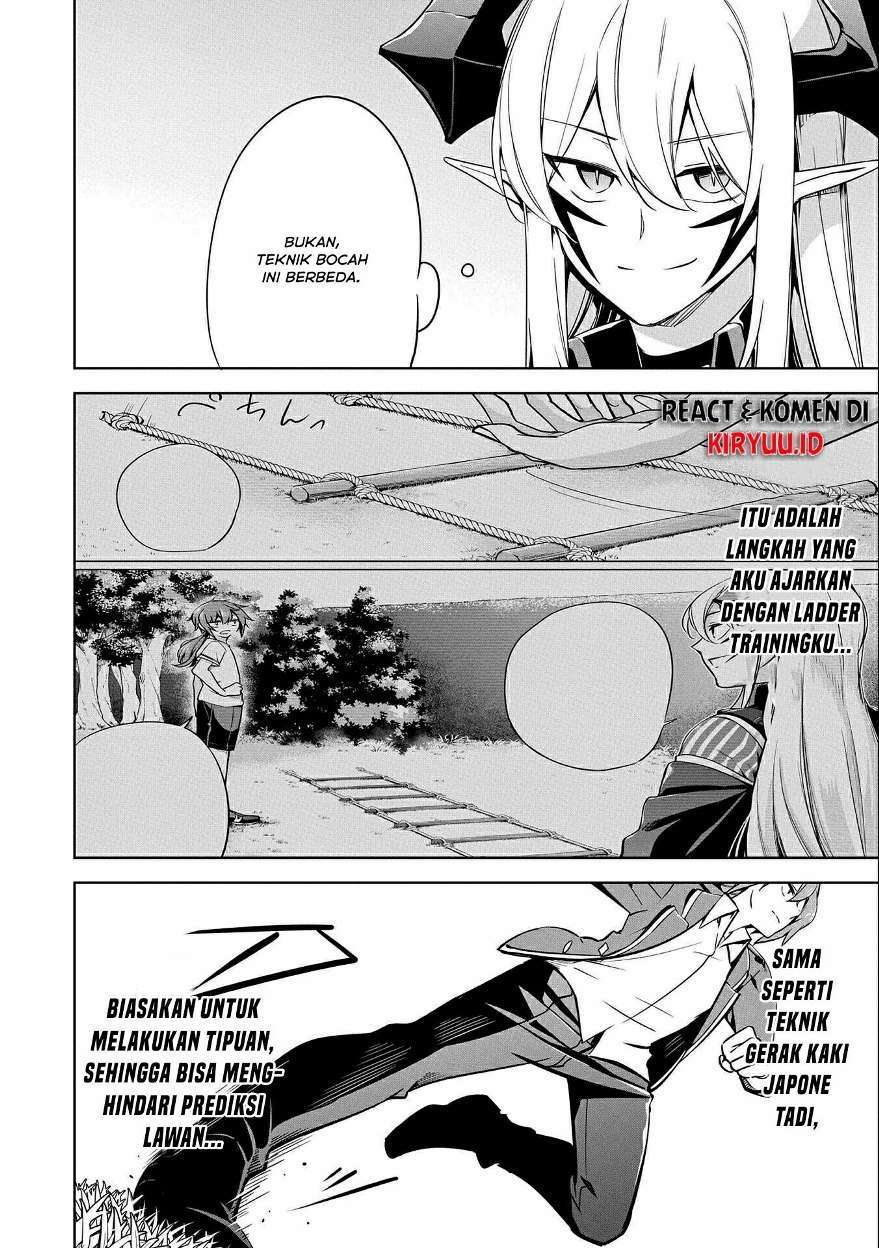 BUKAN,
TEKNIK BOCAH
INI BERBEDA.
ぺちんっ
REACT & KOMEN DI
KIRYUU.ID
ITU ADALAH
LANGKAH YANG
AKU AJARKAN
DENGAN LADDER
TRAININGKU...
SAMA
SEPERTI
TEKNIK
GERAK KAKI
JAPONE
TADI,
BIASAKAN UNTUK
MELAKUKAN TIPUAN,
SEHINGGA BISA MENG-
HINDARI PREDIKSI
LAWAN...